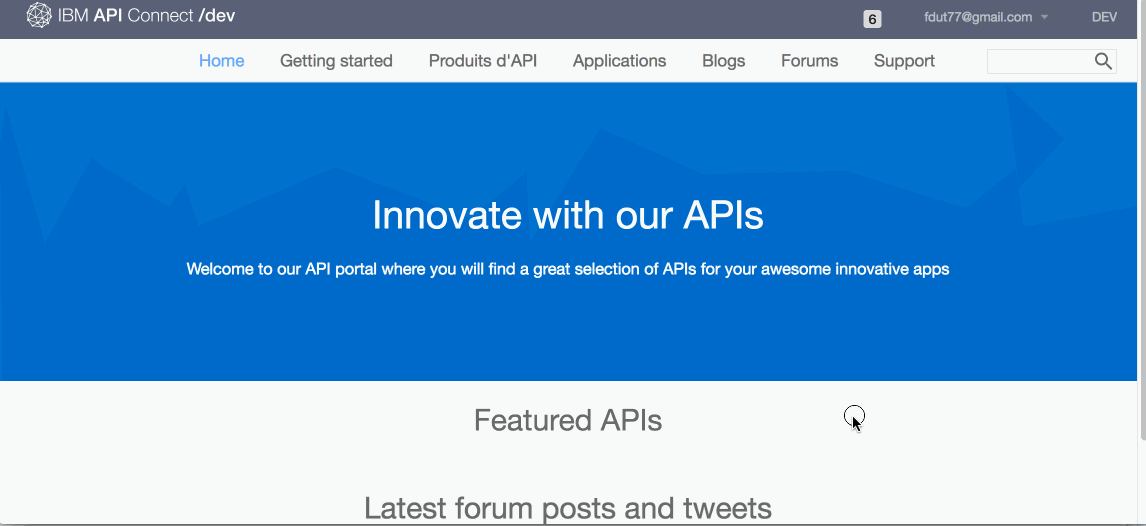 IBM API Connect /dev
6
fdut77@gmail.com
DEV
Home Getting started Produits d'API Applications Blogs Forums Support
Innovate with our APIs
Welcome to our API portal where you will find a great selection of APIs for your awesome innovative apps
Featured APIs
Latest forum posts and tweets